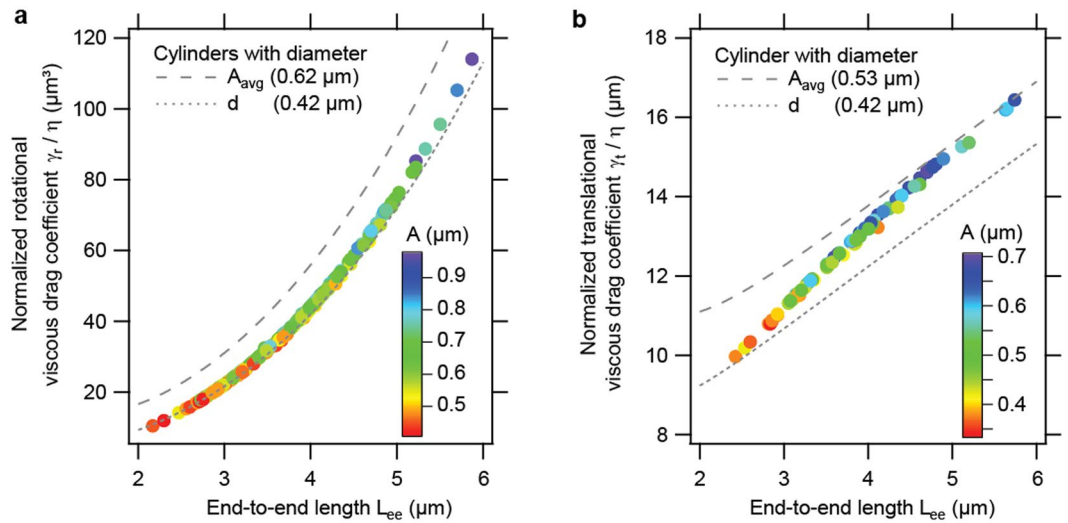 a
Normalized rotational
viscous drag coefficient γr / η (μm³)
120
100
80
60
40
20
Cylinders with diameter
Aavg (0.62 μm)
d (0.42 μm)
A (μm)
0.9
0.8
0.7
0.6
0.5
2 3 4 5 6
End-to-end length Lee (μm)
b
Normalized translational
viscous drag coefficient γt / η (μm)
18
16
14
12
10
8
Cylinder with diameter
Aavg (0.53 μm)
d (0.42 μm)
A (μm)
0.7
0.6
0.5
0.4
2 3 4 5 6
End-to-end length Lee (μm)